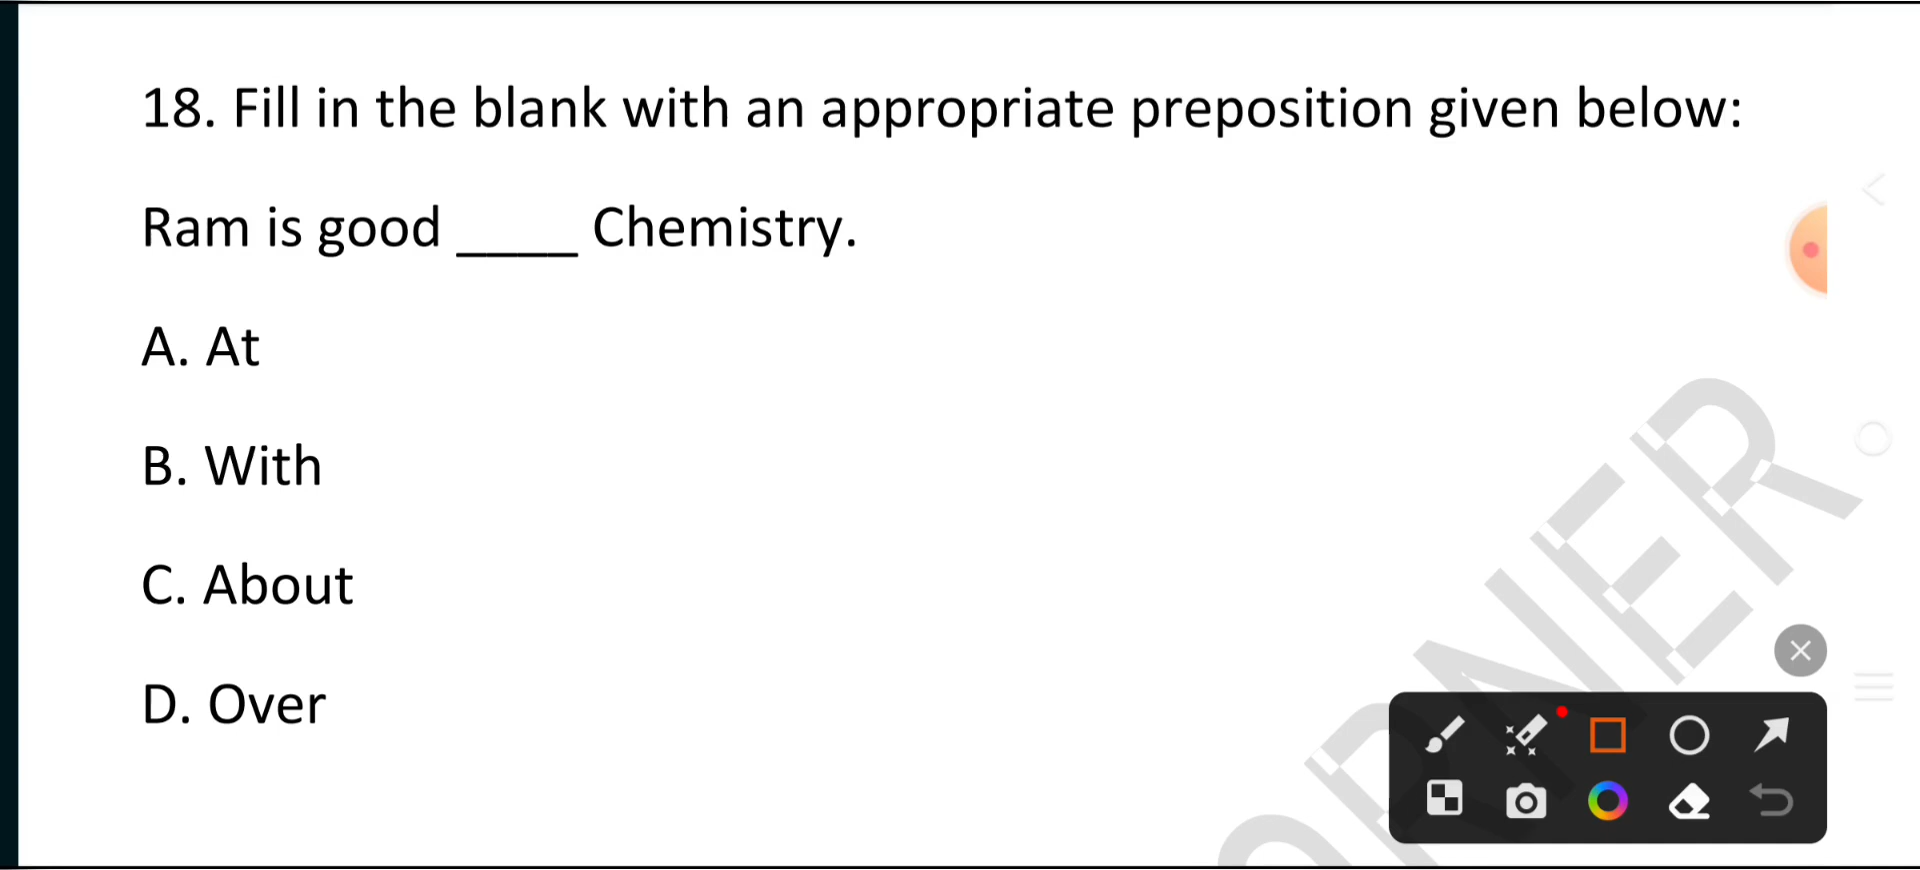 18. Fill in the blank with an appropriate preposition given below:
Ram is good ____ Chemistry.
A. At
B. With
C. About
D. Over